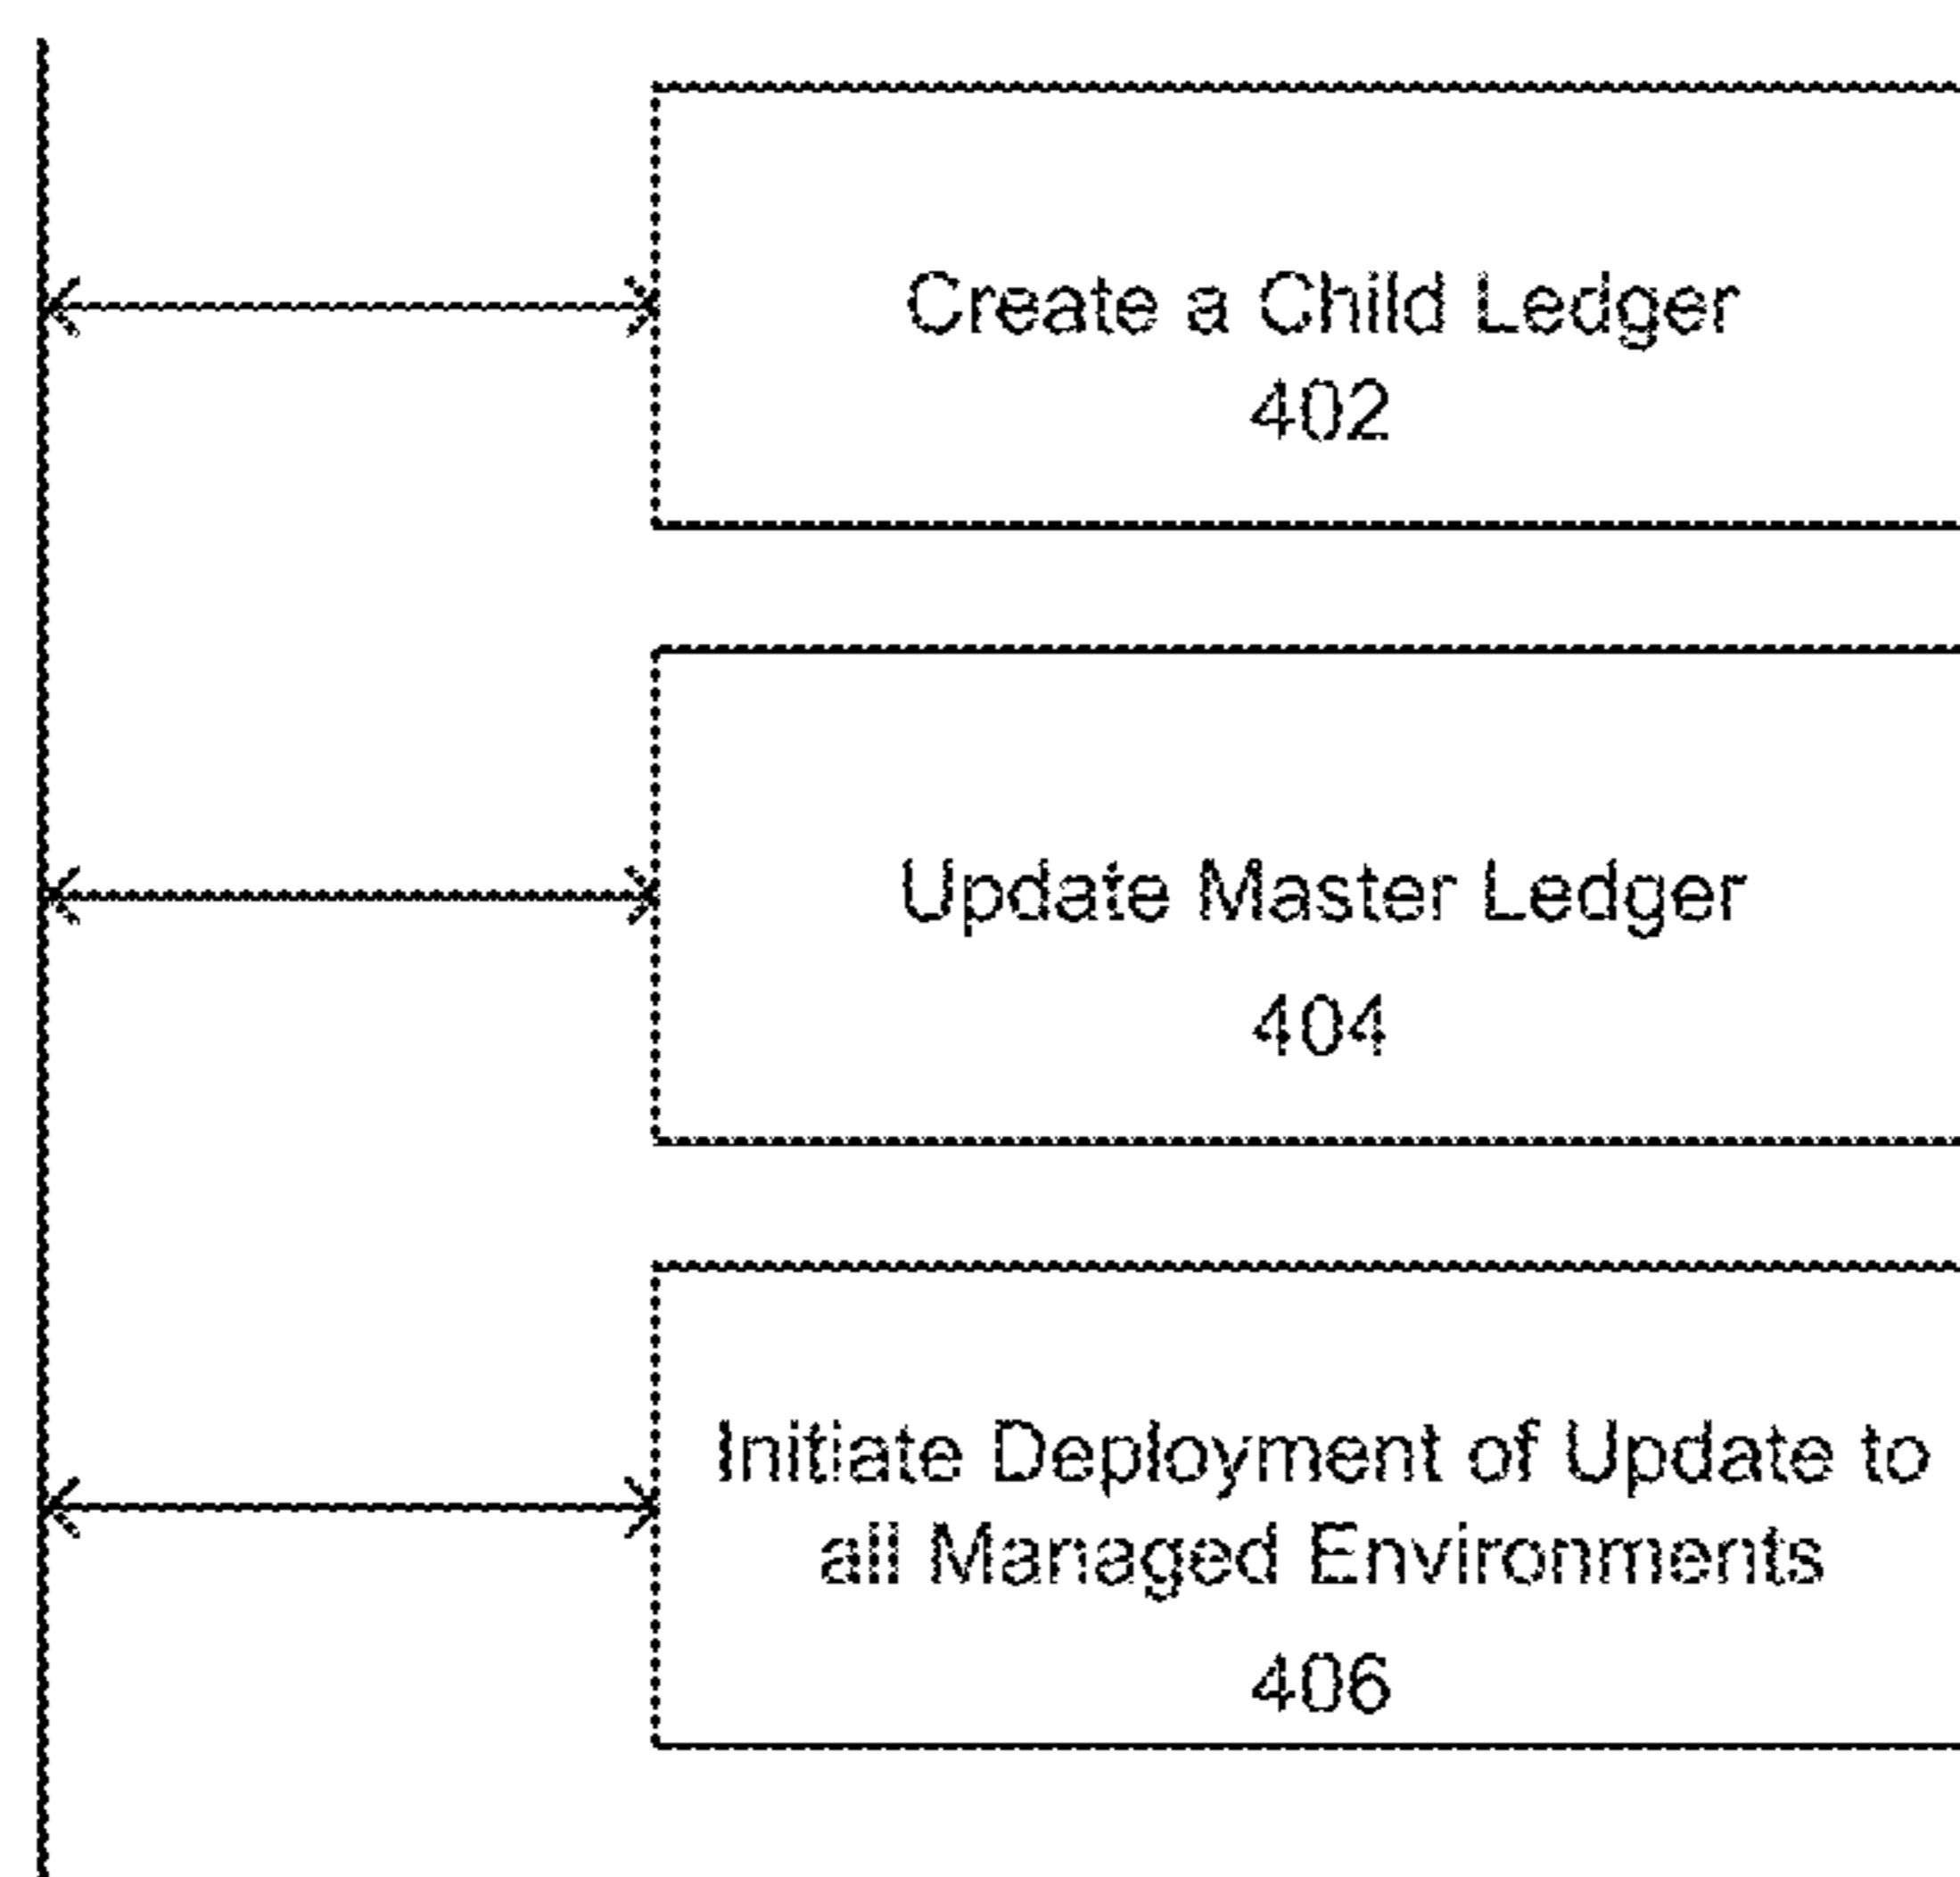 Create a Child Ledger
402
Update Master Ledger
404
Initiate Deployment of Update to
all Managed Environments
406